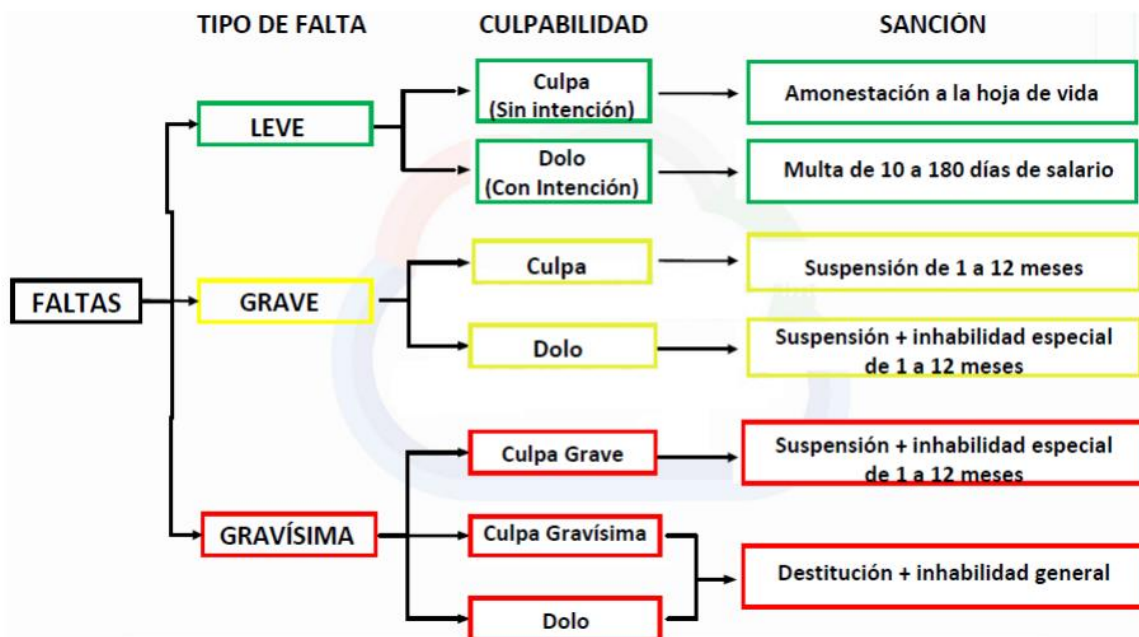 TIPO DE FALTA
CULPABILIDAD
SANCIÓN
Culpa
(Sin intención)
Amonestación a la hoja de vida
LEVE
Dolo
(Con Intención)
Multa de 10 a 180 días de salario
Culpa
Suspensión de 1 a 12 meses
FALTAS
GRAVE
Dolo
Suspensión + inhabilidad especial
de 1 a 12 meses
Culpa Grave
Suspensión + inhabilidad especial
de 1 a 12 meses
GRAVÍSIMA
Culpa Gravísima
Destitución + inhabilidad general
Dolo